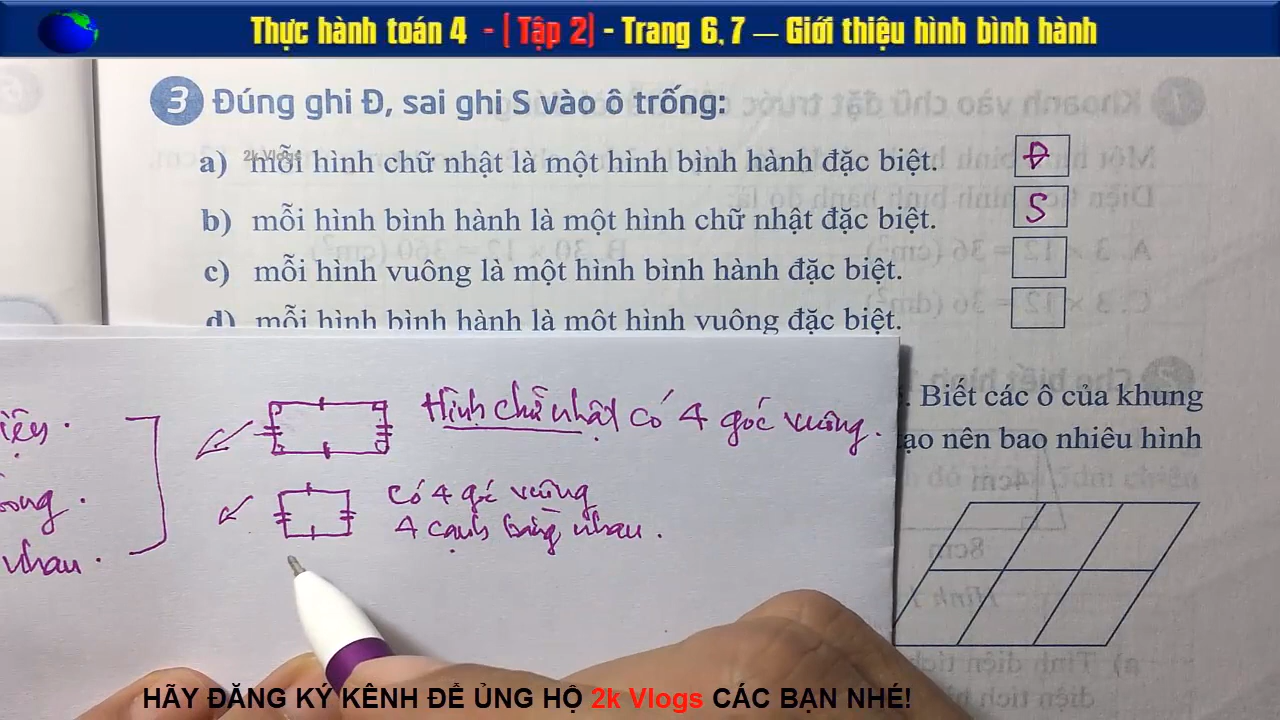 Thực hành toán 4 - ( Tập 2) - Trang 6, 7 — Giới thiệu hình bình hành
3 Đúng ghi Đ, sai ghi S vào ô trống:
2k Vlogs
a) mỗi hình chữ nhật là một hình bình hành đặc biệt. Đ
b) mỗi hình bình hành là một hình chữ nhật đặc biệt. S
c) mỗi hình vuông là một hình bình hành đặc biệt.
d) mỗi hình bình hành là một hình vuông đặc biệt.
. Biết các ô của khung
ạo nên bao nhiêu hình
Hình chữ nhật có 4 góc vuông.
có 4 góc vuông
4 cạnh bằng nhau.
nhau.
HÃY ĐĂNG KÝ KÊNH ĐỂ ỦNG HỘ 2k Vlogs CÁC BẠN NHÉ!